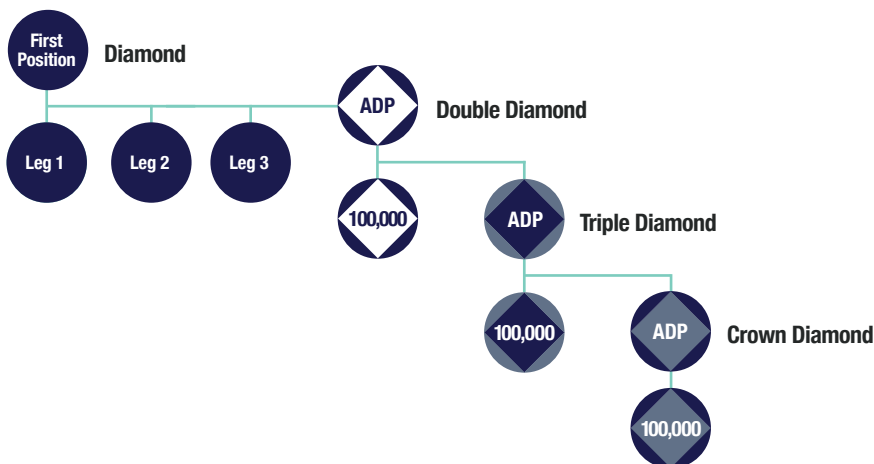 First
Position
Diamond
ADP
Double Diamond
Leg 1
Leg 2
Leg 3
100,000
ADP
Triple Diamond
100,000
ADP
Crown Diamond
100,000